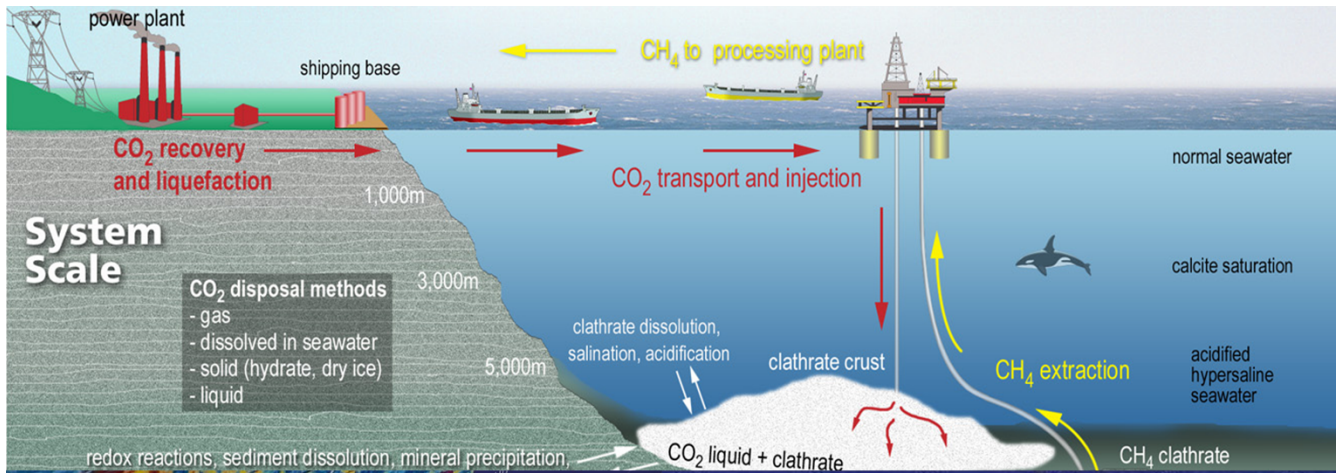 power plant
shipping base
CH₄ to processing plant
CO₂ recovery
and liquefaction
CO₂ transport and injection
normal seawater
1,000m
System
Scale
calcite saturation
3,000m
CO₂ disposal methods
- gas
- dissolved in seawater
- solid (hydrate, dry ice)
- liquid
clathrate dissolution,
salination, acidification
5,000m
clathrate crust
CH₄ extraction
acidified
hypersaline
seawater
redox reactions, sediment dissolution, mineral precipitation,
CO₂ liquid + clathrate
CH₄ clathrate